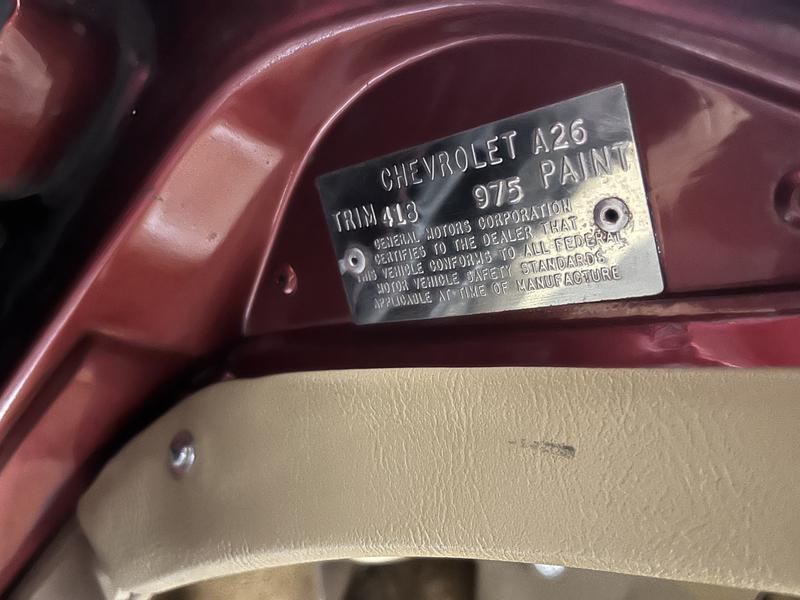 CHEVROLET A26
TRIM 418 975 PAINT
GENERAL MOTORS CORPORATION
CERTIFIES TO THE DEALER THAT
THIS VEHICLE CONFORMS TO ALL FEDERAL
MOTOR VEHICLE SAFETY STANDARDS
APPLICABLE AT TIME OF MANUFACTURE